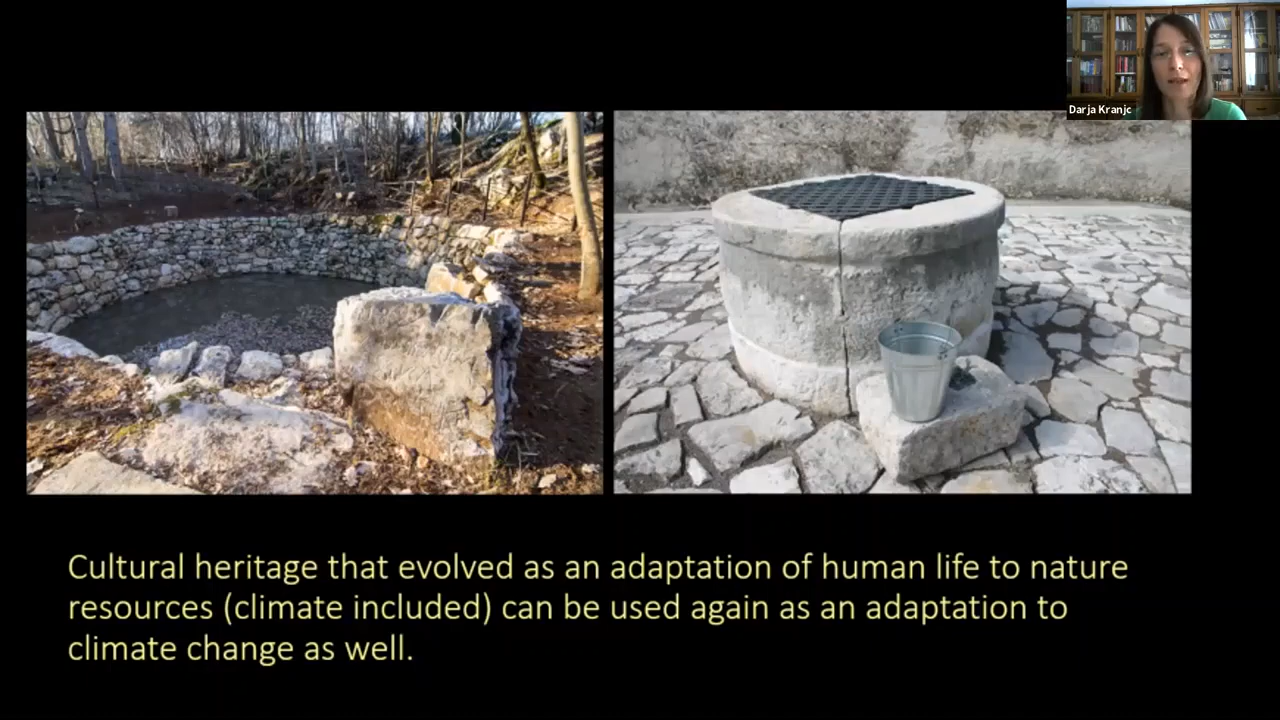 Darja Kranjc
Cultural heritage that evolved as an adaptation of human life to nature
resources (climate included) can be used again as an adaptation to
climate change as well.